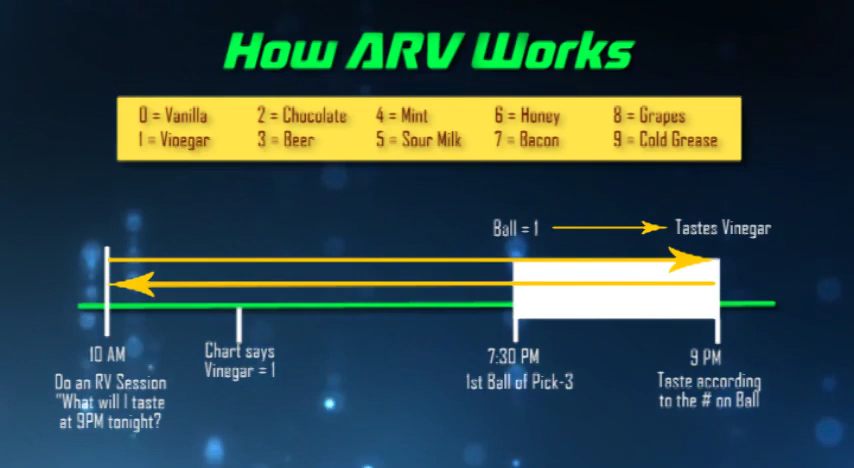 How ARV Works
0 = Vanilla 2 = Chocolate 4 = Mint 6 = Honey 8 = Grapes
1 = Vinegar 3 = Beer 5 = Sour Milk 7 = Bacon 9 = Cold Grease
Ball = 1 Tastes Vinegar
10 AM
Do an RV Session
"What will I taste
at 9PM tonight?
Chart says
Vinegar = 1
7:30 PM
1st Ball of Pick-3
9 PM
Taste according
to the # on Ball